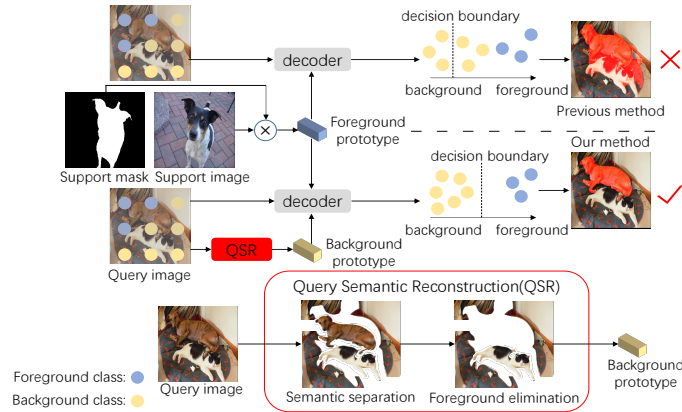 decision boundary
decoder
background
foreground
Previous method
Foreground
prototype
Support mask
Support image
Our method
decision boundary
decoder
background
foreground
QSR
Background
prototype
Query image
Query Semantic Reconstruction(QSR)
Foreground class:
Background class:
Query image
Semantic separation
Foreground elimination
Background
prototype